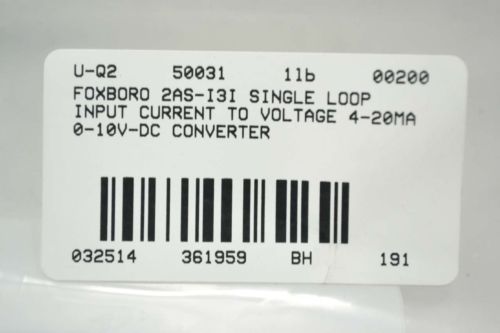 U-Q2 50031 1lb 00200
FOXBORO 2AS-I3I SINGLE LOOP
INPUT CURRENT TO VOLTAGE 4-20MA
0-10V-DC CONVERTER
032514 361959 BH 191